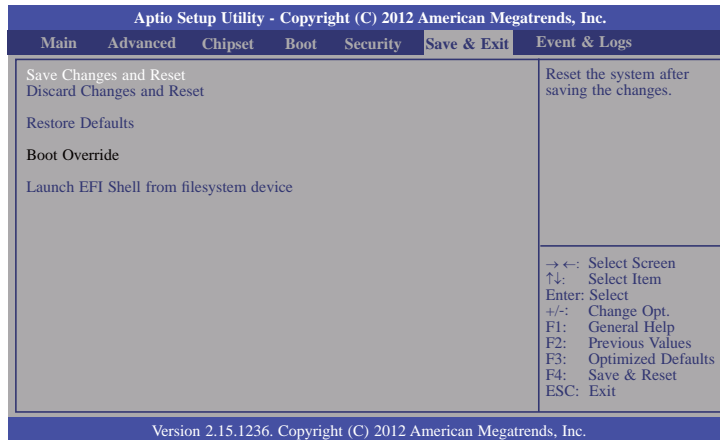 Aptio Setup Utility - Copyright (C) 2012 American Megatrends, Inc.
Main Advanced Chipset Boot Security Save & Exit Event & Logs
Save Changes and Reset
Discard Changes and Reset
Restore Defaults
Boot Override
Launch EFI Shell from filesystem device
Reset the system after
saving the changes.
→ ←: Select Screen
↑↓: Select Item
Enter: Select
+/-: Change Opt.
F1: General Help
F2: Previous Values
F3: Optimized Defaults
F4: Save & Reset
ESC: Exit
Version 2.15.1236. Copyright (C) 2012 American Megatrends, Inc.